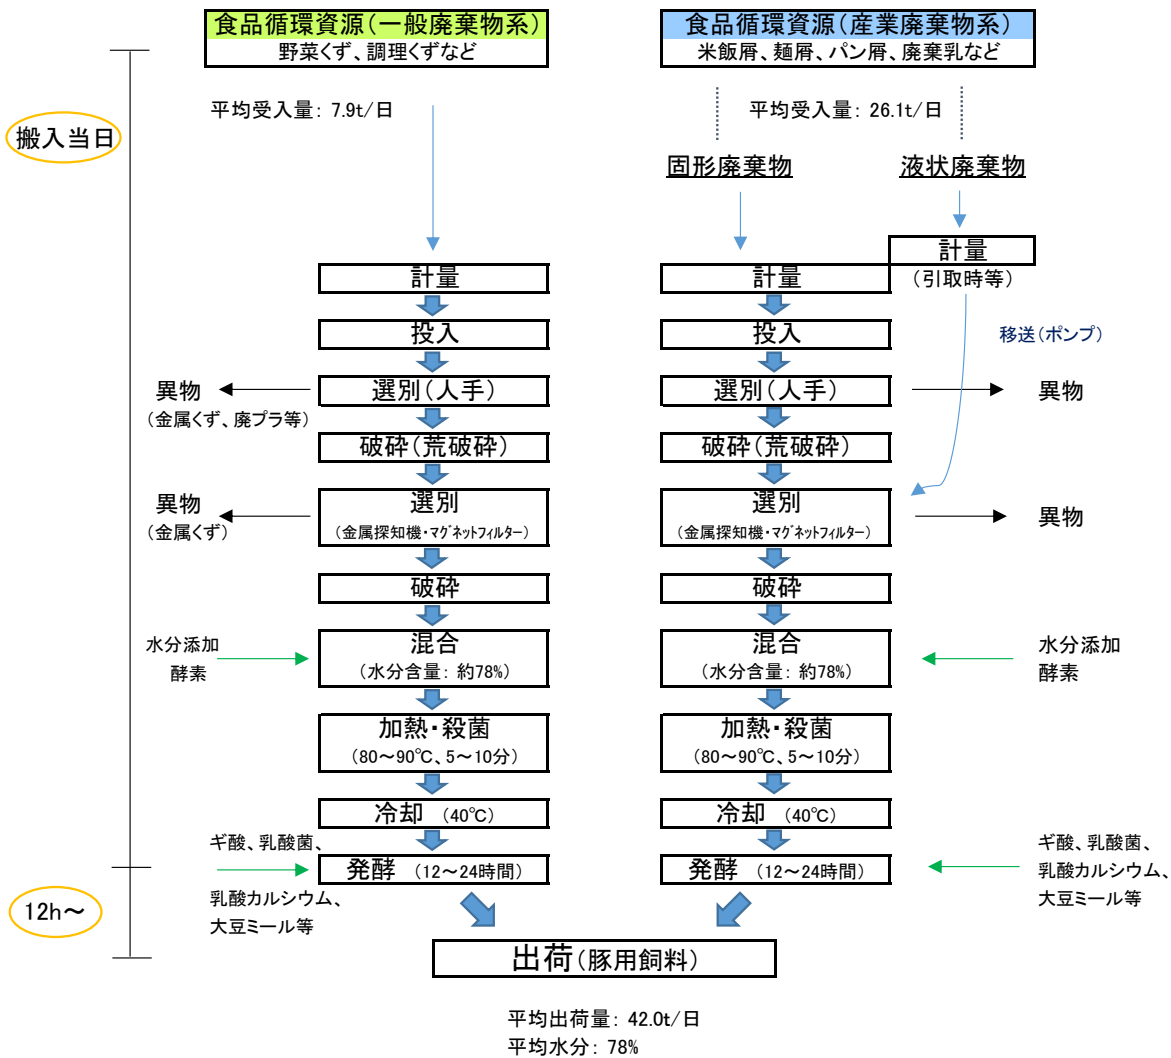 食品循環資源(一般廃棄物系)
野菜くず、調理くずなど
食品循環資源(産業廃棄物系)
米飯屑、麺屑、パン屑、廃棄乳など
平均受入量: 7.9t/日
平均受入量: 26.1t/日
搬入当日
固形廃棄物
液状廃棄物
計量
(引取時等)
計量
計量
投入
投入
移送(ポンプ)
異物
(金属くず、廃プラ等)
選別(人手)
選別(人手)
異物
破砕(荒破砕)
破砕(荒破砕)
異物
(金属くず)
選別
(金属探知機・マグネットフィルター)
選別
(金属探知機・マグネットフィルター)
異物
破砕
破砕
水分添加
酵素
混合
(水分含量: 約78%)
混合
(水分含量: 約78%)
水分添加
酵素
加熱・殺菌
(80~90℃、5~10分)
加熱・殺菌
(80~90℃、5~10分)
冷却 (40℃)
冷却 (40℃)
ギ酸、乳酸菌、
乳酸カルシウム、
大豆ミール等
発酵 (12~24時間)
発酵 (12~24時間)
ギ酸、乳酸菌、
乳酸カルシウム、
大豆ミール等
12h~
出荷(豚用飼料)
平均出荷量: 42.0t/日
平均水分: 78%